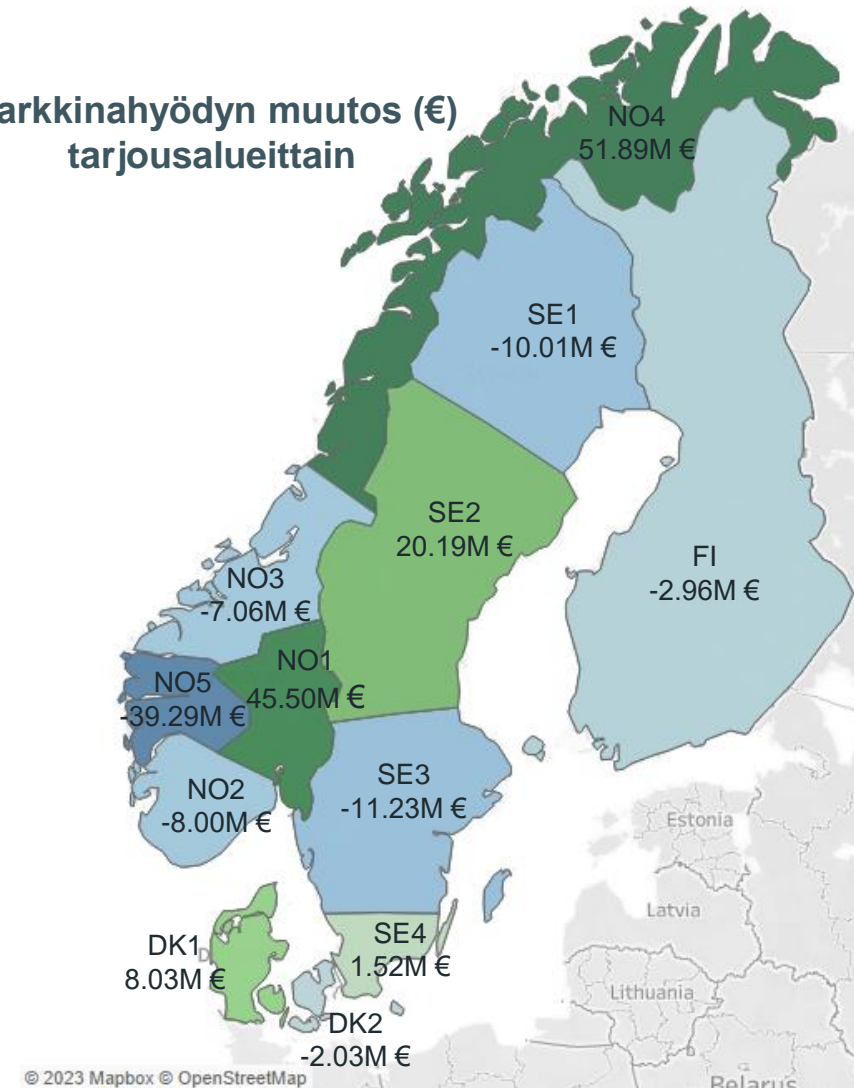 arkkinahyödyn muutos (€)
tarjousalueittain
NO4
51.89M €
SE1
-10.01M €
SE2
20.19M €
FI
-2.96M €
NO3
-7.06M €
NO1
45.50M €
NO5
-39.29M €
NO2
-8.00M €
SE3
-11.23M €
Estonia
Latvia
SE4
1.52M €
DK1
8.03M €
Lithuania
DK2
-2.03M €
© 2023 Mapbox © OpenStreetMap
Belarus